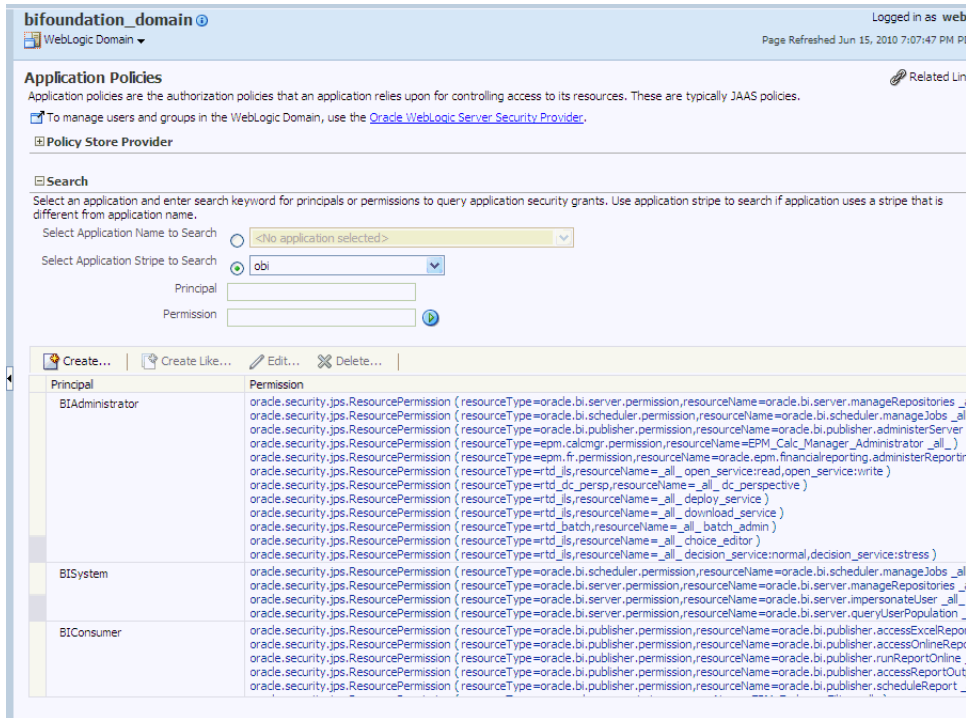 bifoundation_domain
Logged in as web
WebLogic Domain
Page Refreshed Jun 15, 2010 7:07:47 PM P
Application Policies
Related Lin
Application policies are the authorization policies that an application relies upon for controlling access to its resources. These are typically JAAS policies.
To manage users and groups in the WebLogic Domain, use the Oracle WebLogic Server Security Provider.
Policy Store Provider
Search
Select an application and enter search keyword for principals or permissions to query application security grants. Use application stripe to search if application uses a stripe that is
different from application name.
Select Application Name to Search
<No application selected>
Select Application Stripe to Search
obi
Principal
Permission
Create... Create Like... Edit... Delete...
Principal Permission
BIAdministrator
oracle.security.jps.ResourcePermission ( resourceType=oracle.bi.server.permission,resourceName=oracle.bi.server.manageRepositories _a
oracle.security.jps.ResourcePermission ( resourceType=oracle.bi.scheduler.permission,resourceName=oracle.bi.scheduler.manageJobs _al
oracle.security.jps.ResourcePermission ( resourceType=oracle.bi.publisher.permission,resourceName=oracle.bi.publisher.administerServer
oracle.security.jps.ResourcePermission ( resourceType=epm.calcmgr.permission,resourceName=EPM_Calc_Manager_Administrator _all_ )
oracle.security.jps.ResourcePermission ( resourceType=epm.fr.permission,resourceName=oracle.epm.financialreporting.administerReportin
oracle.security.jps.ResourcePermission ( resourceType=rtd_ils,resourceName=_all_ open_service:read,open_service:write )
oracle.security.jps.ResourcePermission ( resourceType=rtd_dc_persp,resourceName=_all_ dc_perspective )
oracle.security.jps.ResourcePermission ( resourceType=rtd_ils,resourceName=_all_ deploy_service )
oracle.security.jps.ResourcePermission ( resourceType=rtd_ils,resourceName=_all_ download_service )
oracle.security.jps.ResourcePermission ( resourceType=rtd_batch,resourceName=_all_ batch_admin )
oracle.security.jps.ResourcePermission ( resourceType=rtd_ils,resourceName=_all_ choice_editor )
oracle.security.jps.ResourcePermission ( resourceType=rtd_ils,resourceName=_all_ decision_service:normal,decision_service:stress )
BISystem
oracle.security.jps.ResourcePermission ( resourceType=oracle.bi.scheduler.permission,resourceName=oracle.bi.scheduler.manageJobs _al
oracle.security.jps.ResourcePermission ( resourceType=oracle.bi.server.permission,resourceName=oracle.bi.server.manageRepositories _a
oracle.security.jps.ResourcePermission ( resourceType=oracle.bi.server.permission,resourceName=oracle.bi.server.impersonateUser _all_
oracle.security.jps.ResourcePermission ( resourceType=oracle.bi.server.permission,resourceName=oracle.bi.server.queryUserPopulation _
BIConsumer
oracle.security.jps.ResourcePermission ( resourceType=oracle.bi.publisher.permission,resourceName=oracle.bi.publisher.accessExcelRepor
oracle.security.jps.ResourcePermission ( resourceType=oracle.bi.publisher.permission,resourceName=oracle.bi.publisher.accessOnlineRepo
oracle.security.jps.ResourcePermission ( resourceType=oracle.bi.publisher.permission,resourceName=oracle.bi.publisher.runReportOnline _
oracle.security.jps.ResourcePermission ( resourceType=oracle.bi.publisher.permission,resourceName=oracle.bi.publisher.accessReportOut
oracle.security.jps.ResourcePermission ( resourceType=oracle.bi.publisher.permission,resourceName=oracle.bi.publisher.scheduleReport _